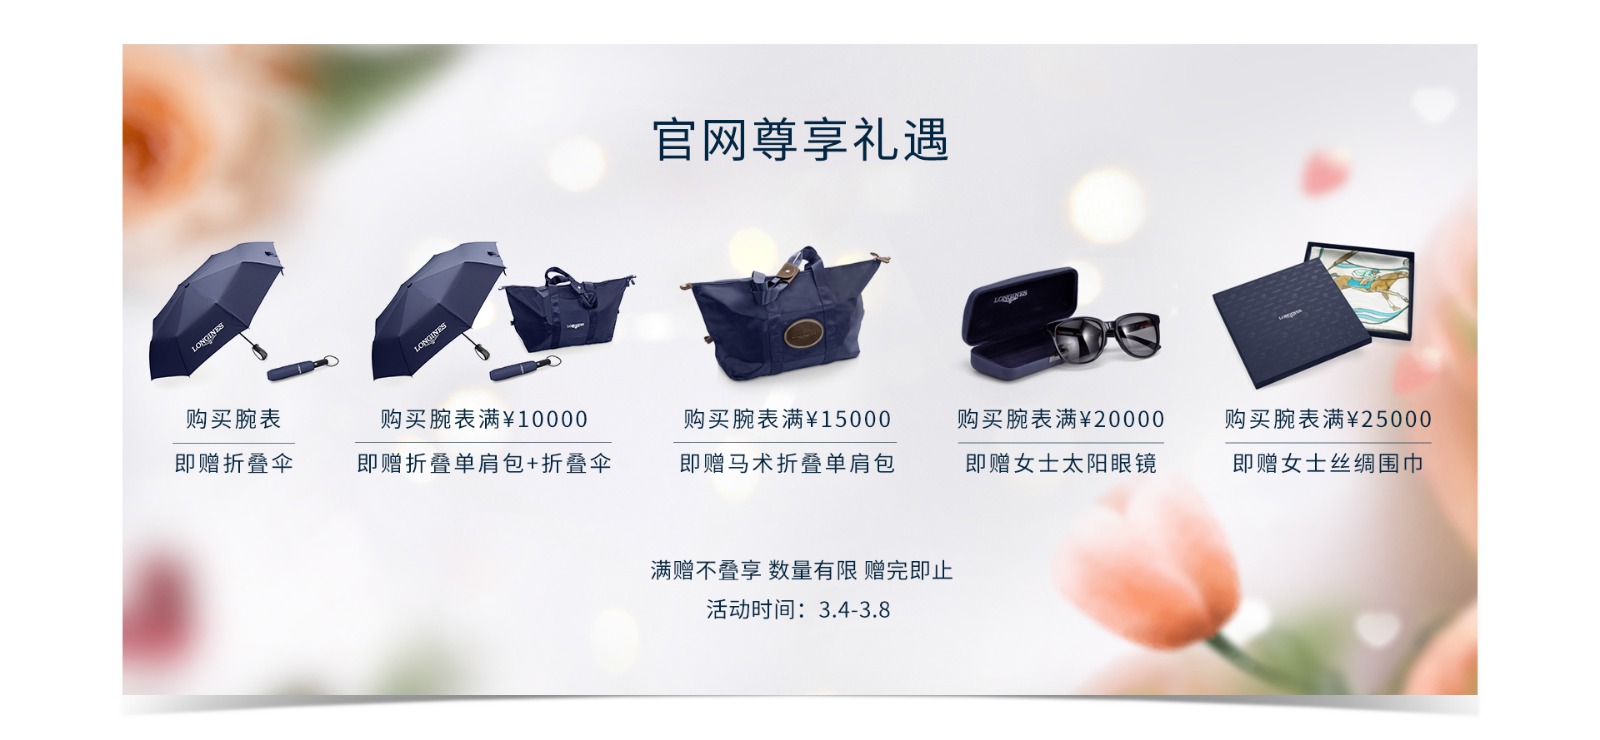 官网尊享礼遇
LONGINES
LONGINES
LONGINES
LONGINES
LONGINES
购买腕表
即赠折叠伞
购买腕表满¥10000
即赠折叠单肩包+折叠伞
购买腕表满¥15000
即赠马术折叠单肩包
购买腕表满¥20000
即赠女士太阳眼镜
购买腕表满¥25000
即赠女士丝绸围巾
满赠不叠享 数量有限 赠完即止
活动时间：3.4-3.8